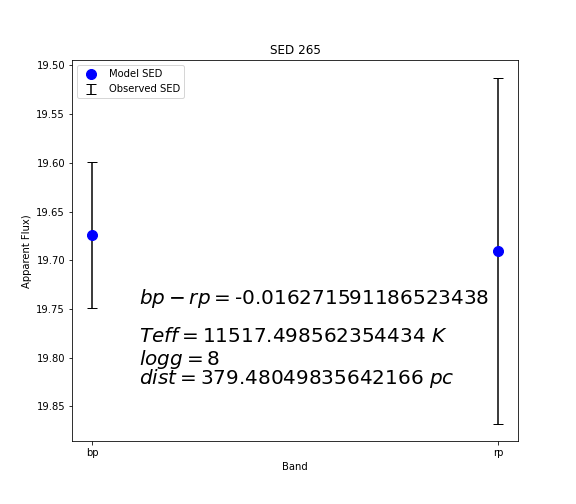 SED 265
Model SED
Observed SED
19.50
19.55
19.60
19.65
19.70
19.75
19.80
19.85
Apparent Flux)
bp − rp = -0.016271591186523438
Teff = 11517.498562354434 K
logg = 8
dist = 379.48049835642166 pc
bp
rp
Band